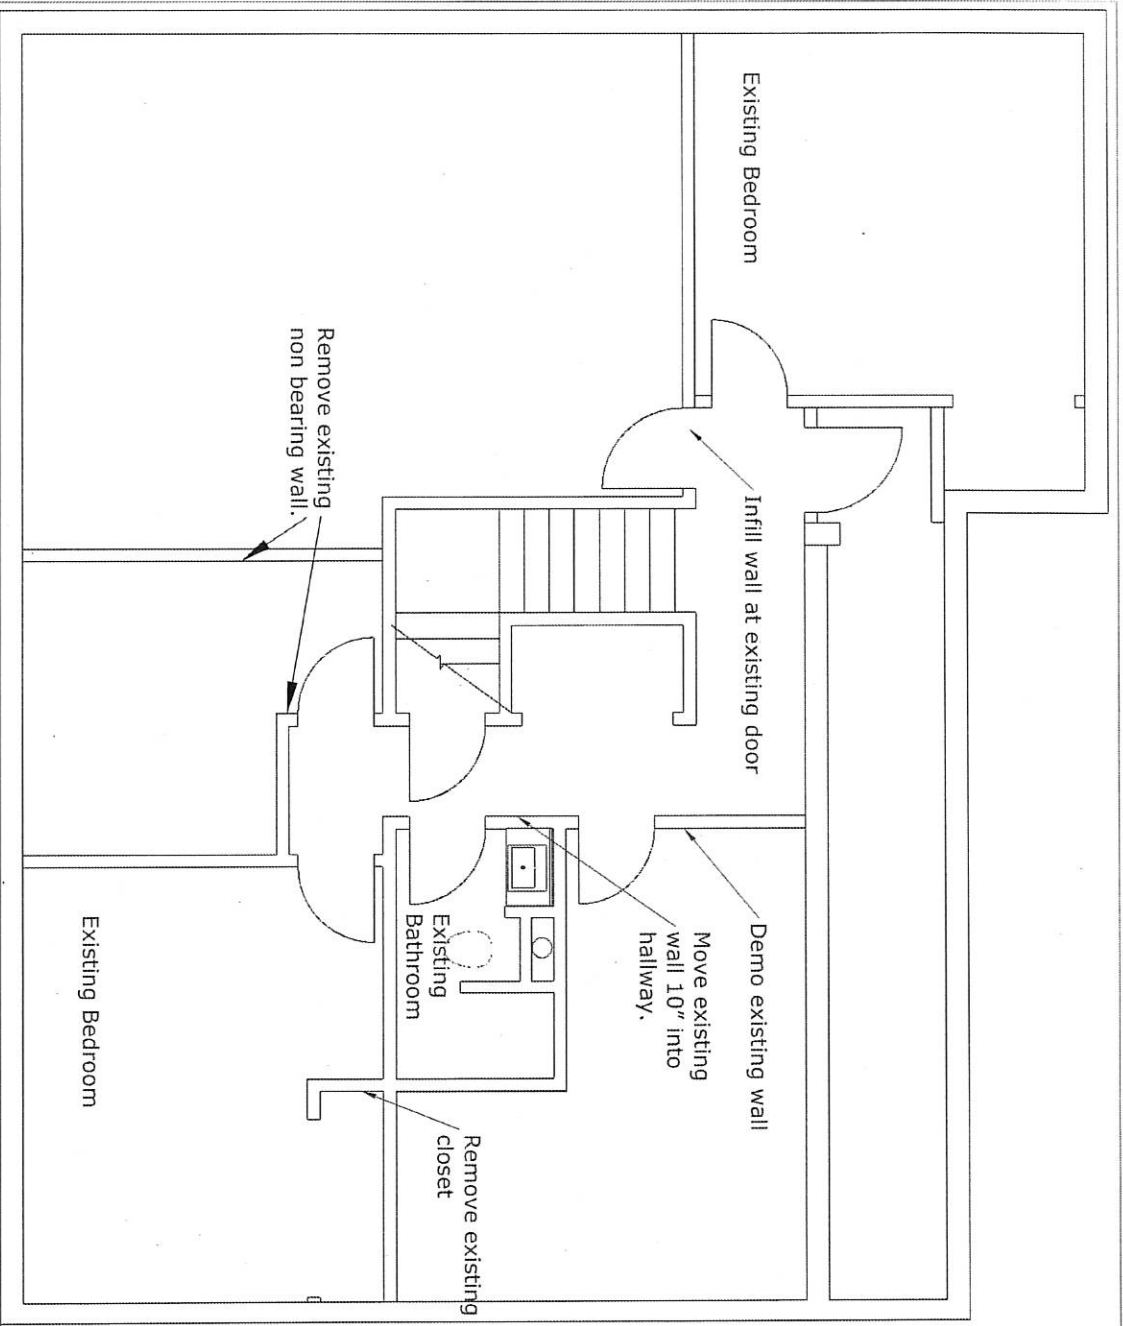 Existing Bedroom
Infill wall at existing door
Demo existing wall
Move existing
wall 10" into
hallway.
Remove existing
closet
Existing
Bathroom
Remove existing
non bearing wall.
Existing Bedroom